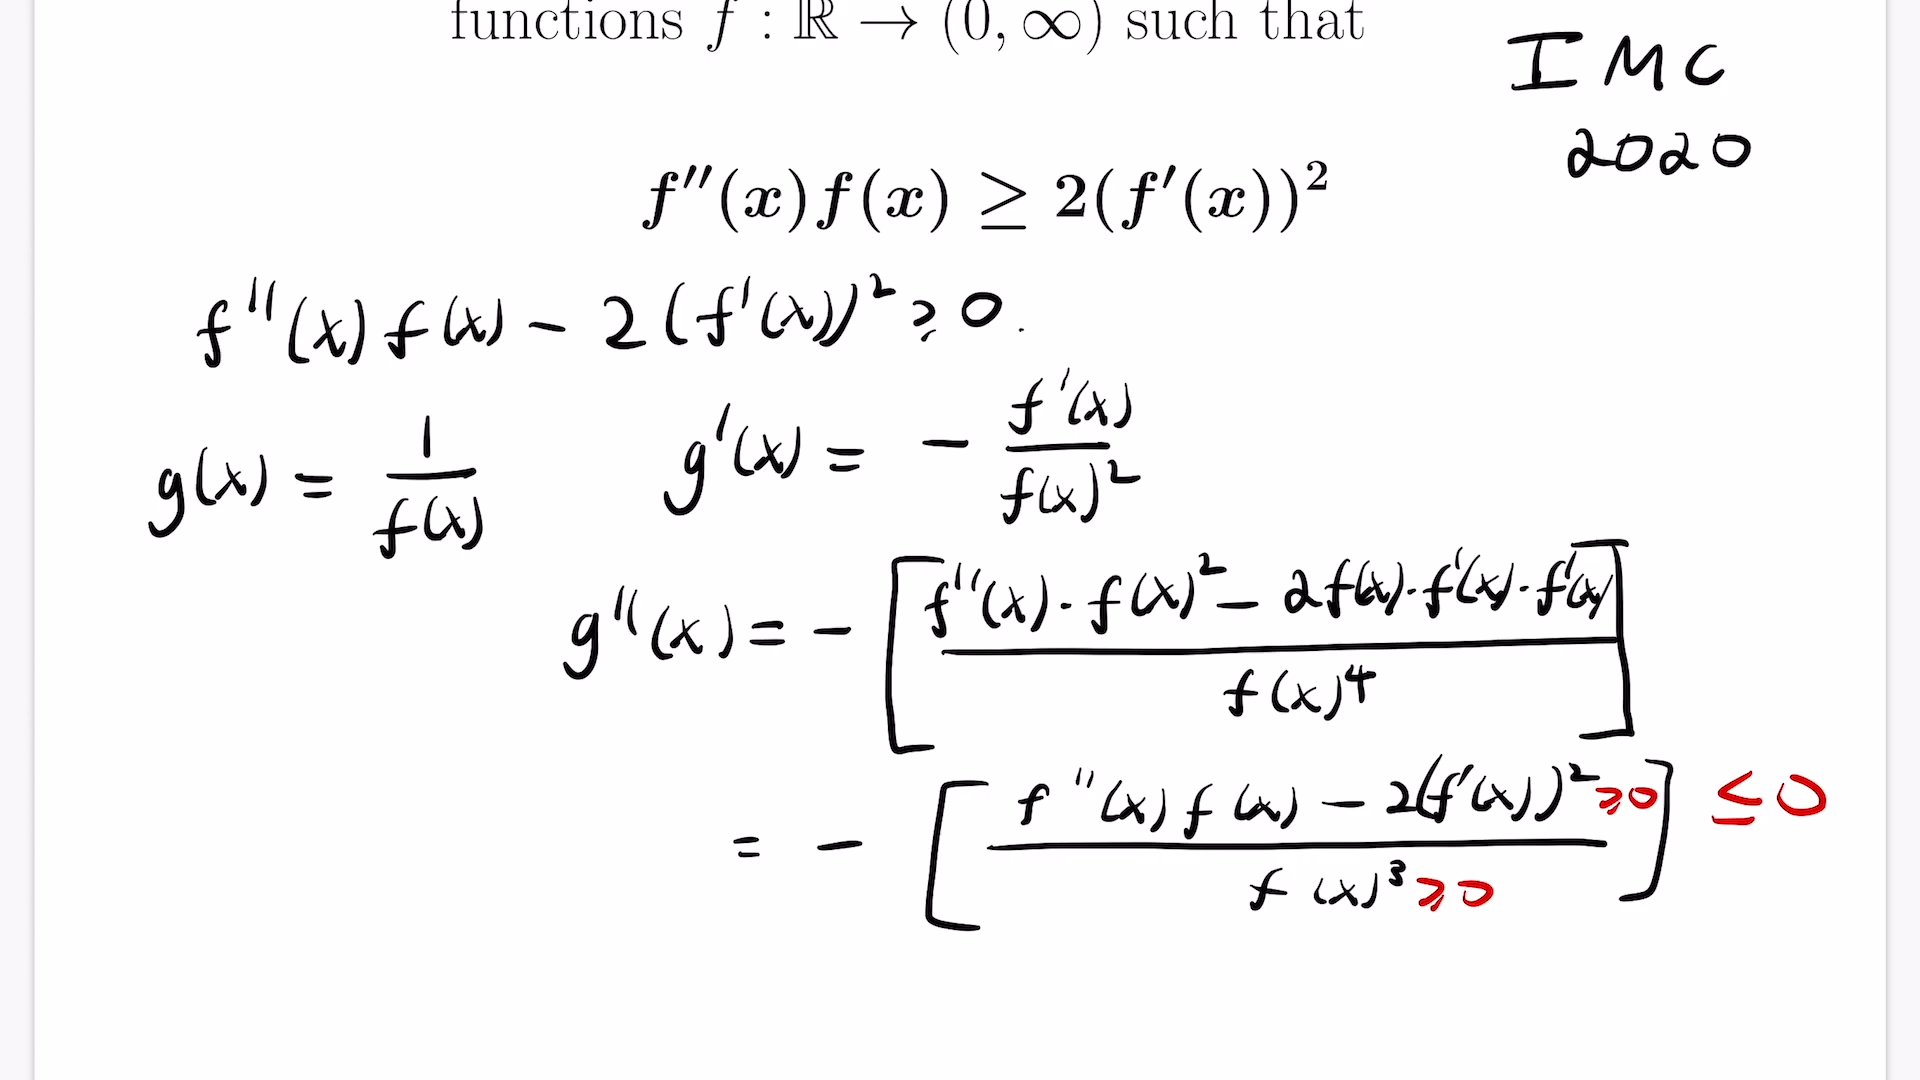 functions f : ℝ → (0, ∞) such that
IMC
2020
f''(x)f(x) ≥ 2(f'(x))²
f''(x) f(x) - 2(f'(x))² ≥ 0.
g(x) = 1/f(x)    g'(x) = - f'(x)/f(x)²
g''(x) = - [ (f''(x)·f(x)² - 2f(x)·f'(x)·f'(x)) / f(x)⁴ ]
= - [ (f''(x) f(x) - 2(f'(x))² ≥0) / (f(x)³ ≥0) ] ≤ 0